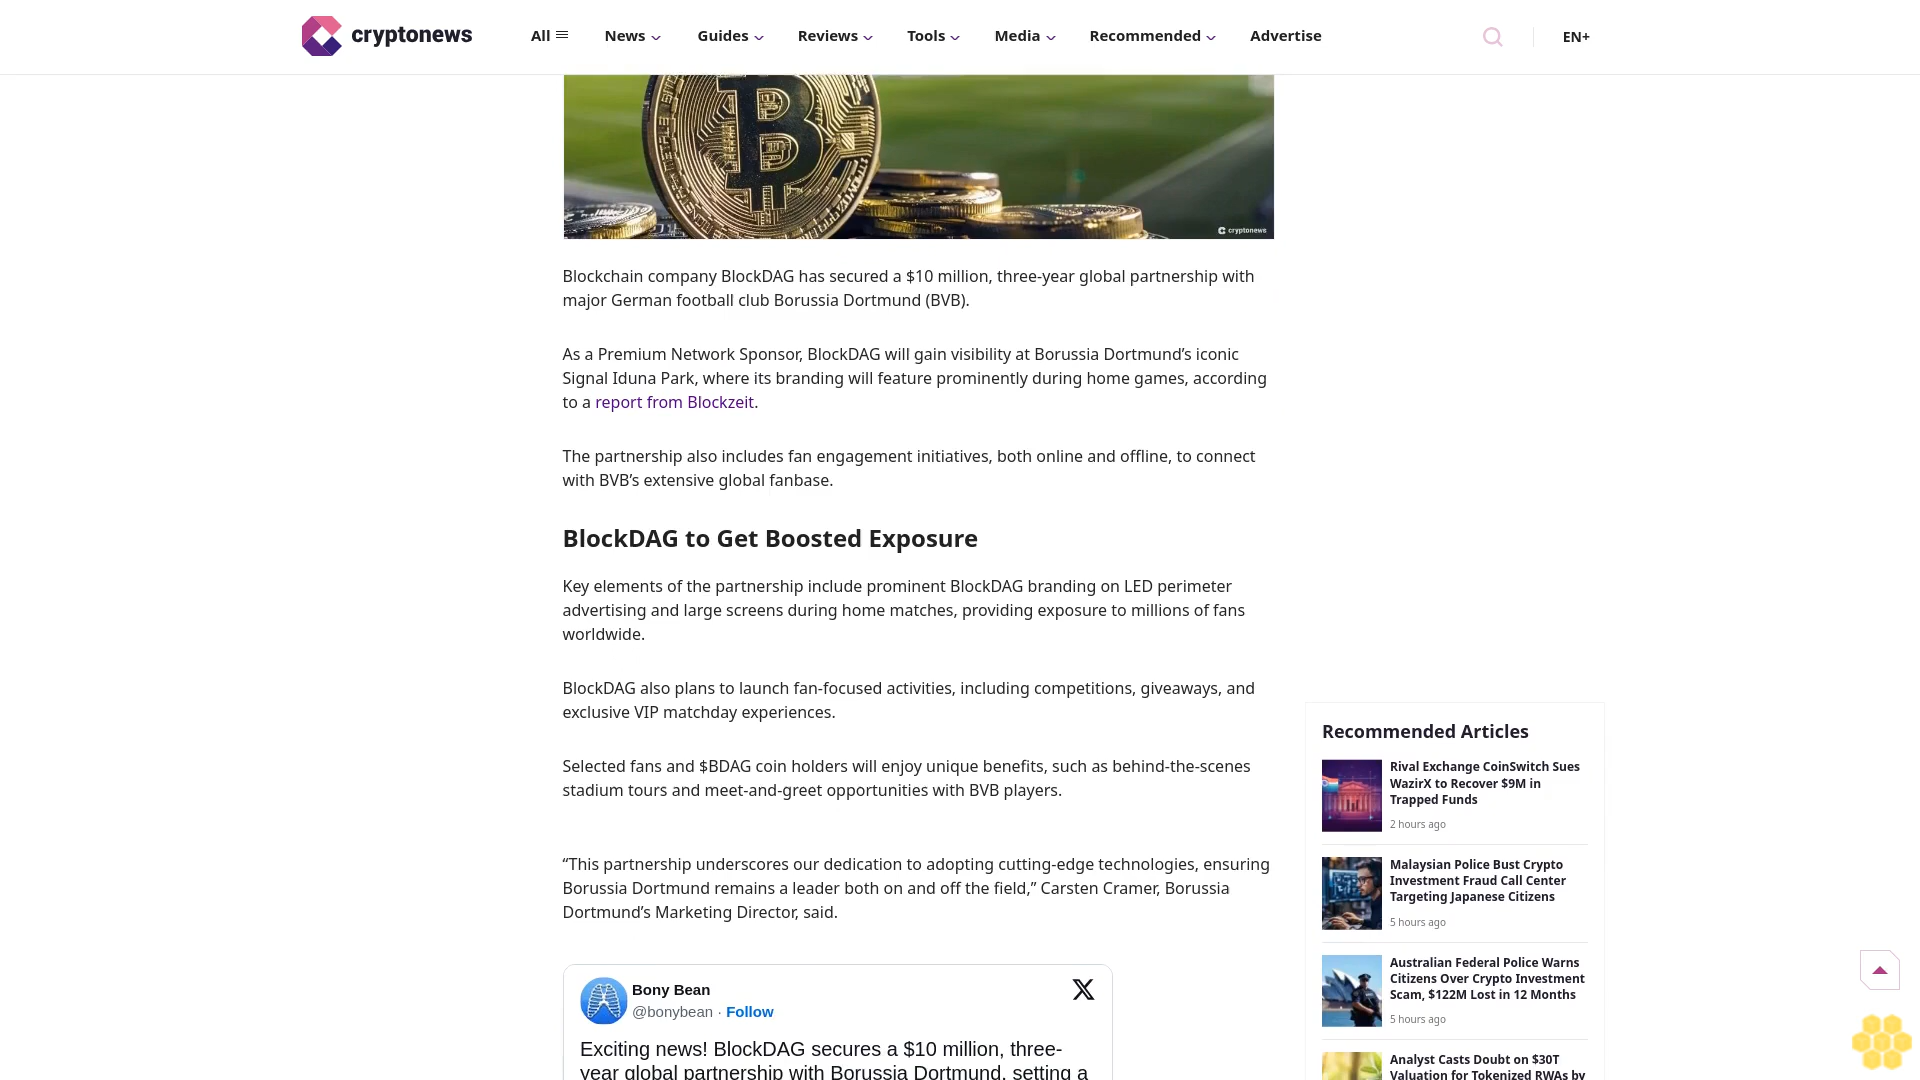 cryptonews
All
News
Guides
Reviews
Tools
Media
Recommended
Advertise
EN+
cryptonews
Blockchain company BlockDAG has secured a $10 million, three-year global partnership with
major German football club Borussia Dortmund (BVB).
As a Premium Network Sponsor, BlockDAG will gain visibility at Borussia Dortmund’s iconic
Signal Iduna Park, where its branding will feature prominently during home games, according
to a report from Blockzeit.
The partnership also includes fan engagement initiatives, both online and offline, to connect
with BVB’s extensive global fanbase.
BlockDAG to Get Boosted Exposure
Key elements of the partnership include prominent BlockDAG branding on LED perimeter
advertising and large screens during home matches, providing exposure to millions of fans
worldwide.
BlockDAG also plans to launch fan-focused activities, including competitions, giveaways, and
exclusive VIP matchday experiences.
Selected fans and $BDAG coin holders will enjoy unique benefits, such as behind-the-scenes
stadium tours and meet-and-greet opportunities with BVB players.
“This partnership underscores our dedication to adopting cutting-edge technologies, ensuring
Borussia Dortmund remains a leader both on and off the field,” Carsten Cramer, Borussia
Dortmund’s Marketing Director, said.
Bony Bean
@bonybean · Follow
Exciting news! BlockDAG secures a $10 million, three-
year global partnership with Borussia Dortmund, setting a
Recommended Articles
Rival Exchange CoinSwitch Sues
WazirX to Recover $9M in
Trapped Funds
2 hours ago
Malaysian Police Bust Crypto
Investment Fraud Call Center
Targeting Japanese Citizens
5 hours ago
Australian Federal Police Warns
Citizens Over Crypto Investment
Scam, $122M Lost in 12 Months
5 hours ago
Analyst Casts Doubt on $30T
Valuation for Tokenized RWAs by